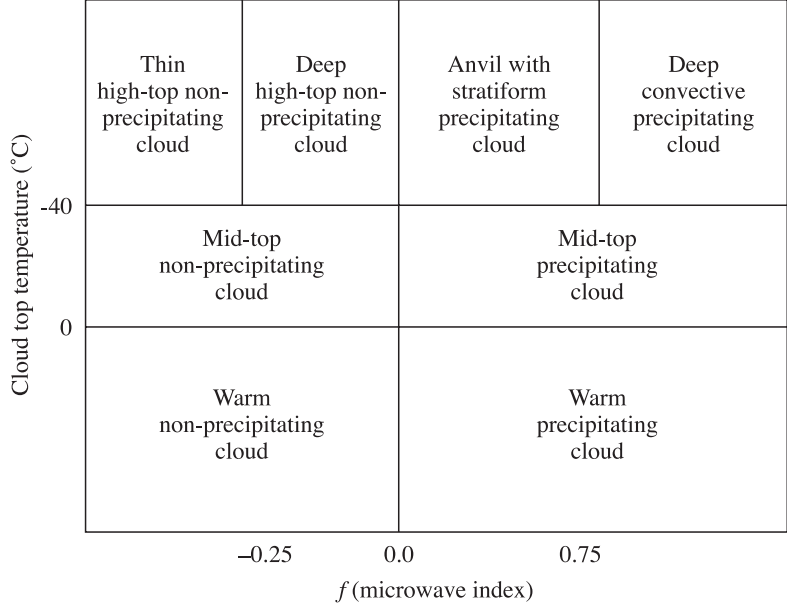 Thin
high-top non-
precipitating
cloud
Deep
high-top non-
precipitating
cloud
Anvil with
stratiform
precipitating
cloud
Deep
convective
precipitating
cloud
-40
Mid-top
non-precipitating
cloud
Mid-top
precipitating
cloud
0
Warm
non-precipitating
cloud
Warm
precipitating
cloud
Cloud top temperature (˚C)
–0.25
0.0
0.75
f (microwave index)